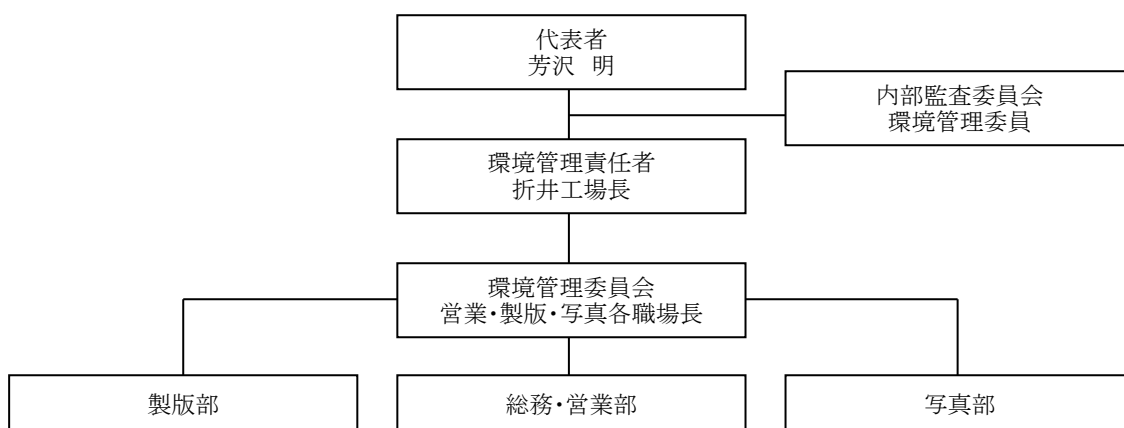 代表者
芳沢 明
内部監査委員会
環境管理委員
環境管理責任者
折井工場長
環境管理委員会
営業・製版・写真各職場長
製版部
総務・営業部
写真部